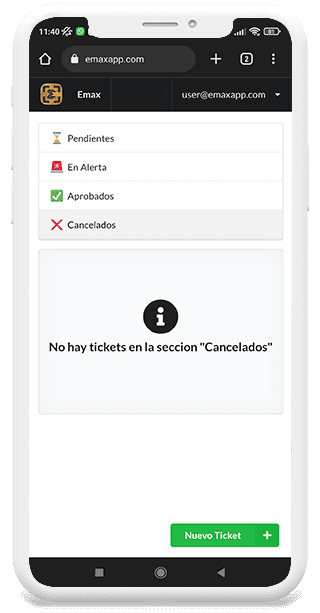 11:40
81
emaxapp.com
2
Emax
user@emaxapp.com
Pendientes
En Alerta
Aprobados
Cancelados
No hay tickets en la seccion "Cancelados"
Nuevo Ticket